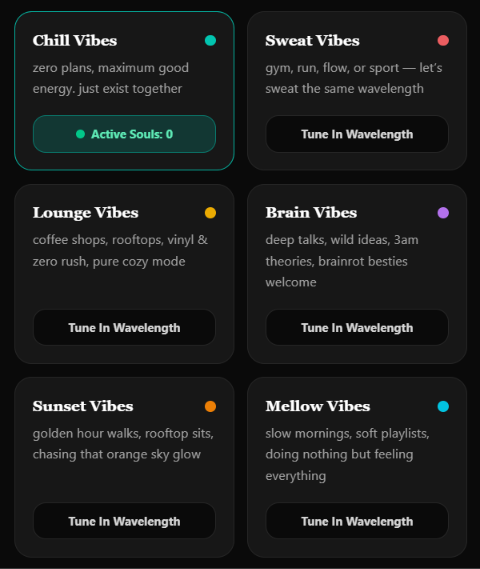 Chill Vibes
zero plans, maximum good
energy. just exist together
Active Souls: 0
Sweat Vibes
gym, run, flow, or sport — let's
sweat the same wavelength
Tune In Wavelength
Lounge Vibes
coffee shops, rooftops, vinyl &
zero rush, pure cozy mode
Tune In Wavelength
Brain Vibes
deep talks, wild ideas, 3am
theories, brainrot besties
welcome
Tune In Wavelength
Sunset Vibes
golden hour walks, rooftop sits,
chasing that orange sky glow
Tune In Wavelength
Mellow Vibes
slow mornings, soft playlists,
doing nothing but feeling
everything
Tune In Wavelength